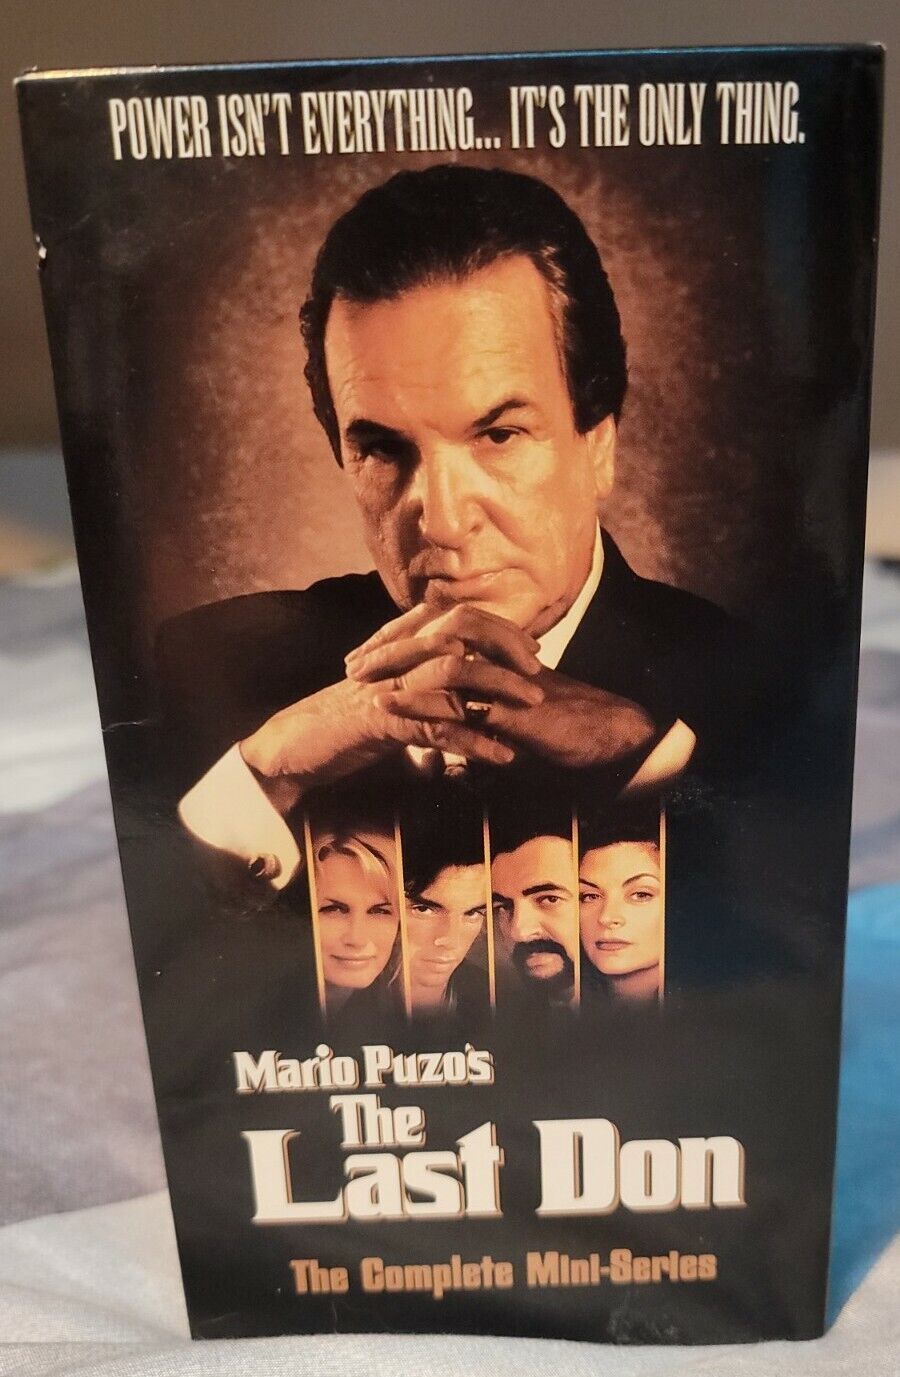 POWER ISN'T EVERYTHING... IT'S THE ONLY THING.
Mario Puzo's
The
Last Don
The Complete Mini-Series